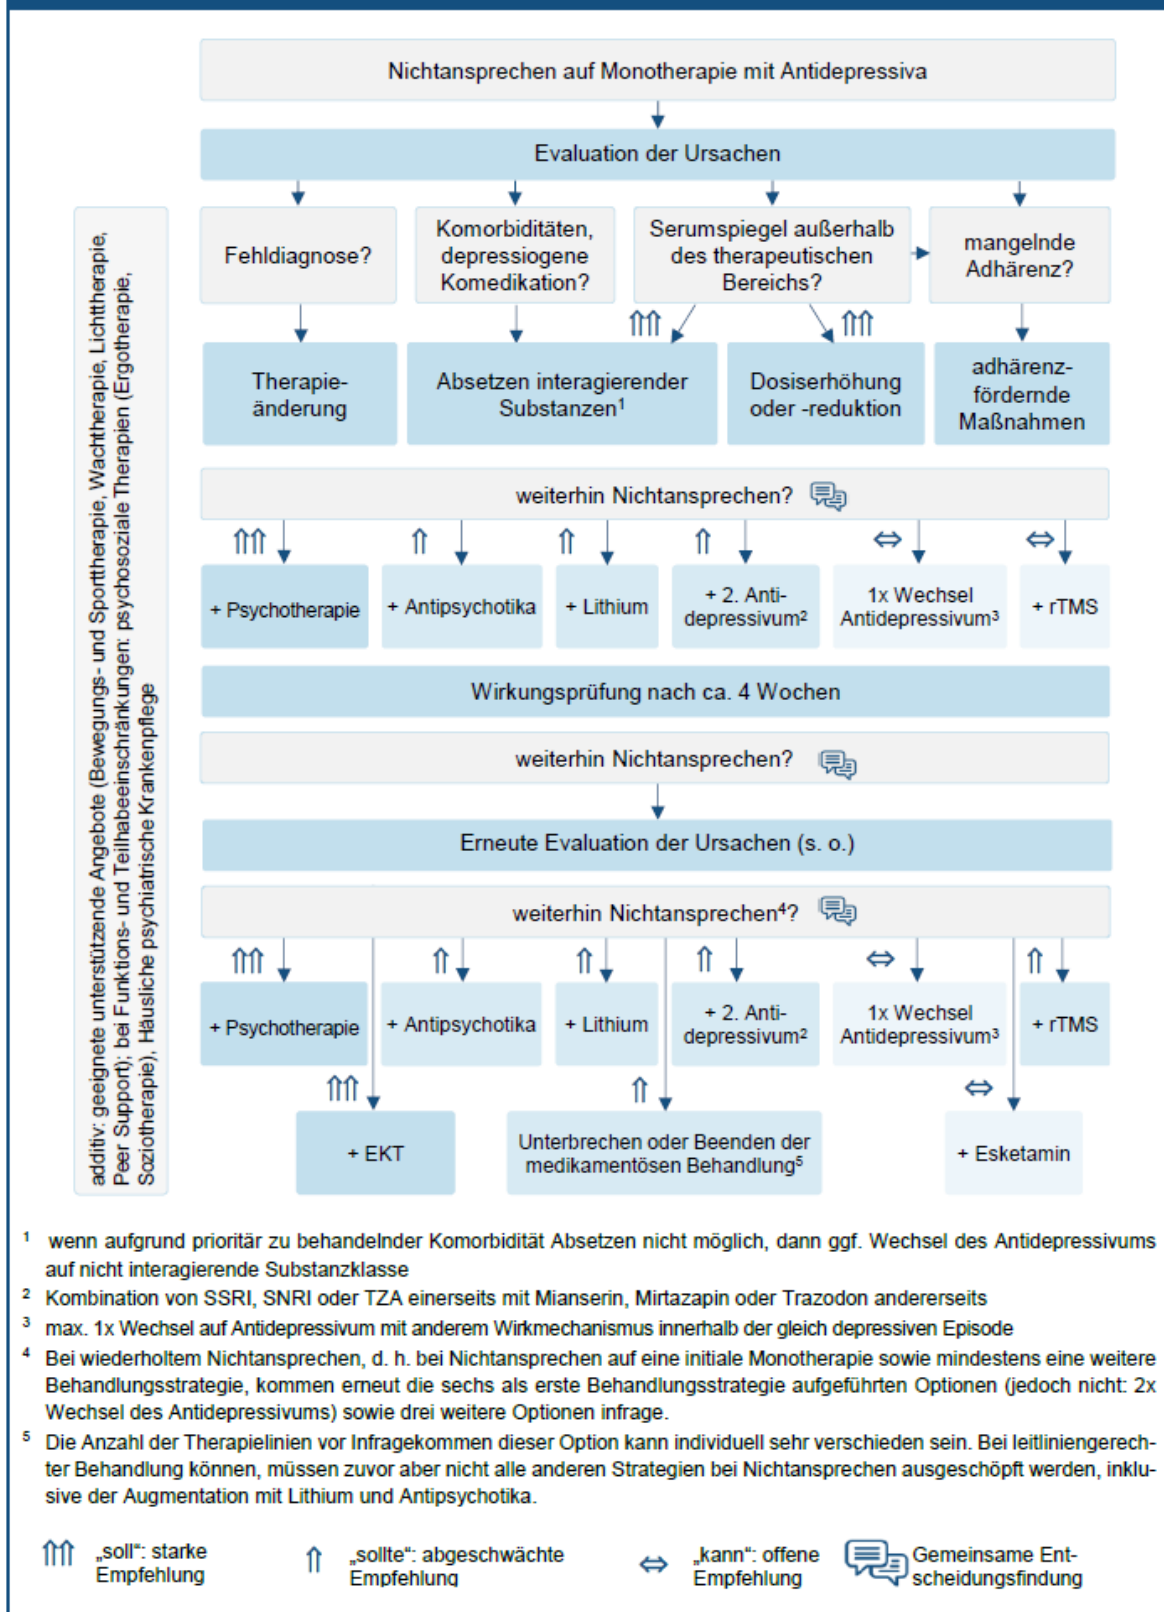 Nichtansprechen auf Monotherapie mit Antidepressiva
Evaluation der Ursachen
Fehldiagnose?
Komorbiditäten,
depressiogene
Komedikation?
Serumspiegel außerhalb
des therapeutischen
Bereichs?
mangelnde
Adhärenz?
⇑⇑
⇑⇑
Therapie-
änderung
Absetzen interagierender
Substanzen¹
Dosiserhöhung
oder -reduktion
adhärenz-
fördernde
Maßnahmen
weiterhin Nichtansprechen?
⇑⇑
⇑
⇑
⇑
⇔
⇔
+ Psychotherapie
+ Antipsychotika
+ Lithium
+ 2. Anti-
depressivum²
1x Wechsel
Antidepressivum³
+ rTMS
Wirkungsprüfung nach ca. 4 Wochen
weiterhin Nichtansprechen?
Erneute Evaluation der Ursachen (s. o.)
weiterhin Nichtansprechen⁴?
⇑⇑
⇑
⇑
⇑
⇔
⇑
+ Psychotherapie
+ Antipsychotika
+ Lithium
+ 2. Anti-
depressivum²
1x Wechsel
Antidepressivum³
+ rTMS
⇑⇑
⇑
⇔
+ EKT
Unterbrechen oder Beenden der
medikamentösen Behandlung⁵
+ Esketamin
additiv: geeignete unterstützende Angebote (Bewegungs- und Sporttherapie, Wachtherapie, Lichttherapie,
Peer Support); bei Funktions- und Teilhabeeinschränkungen: psychosoziale Therapien (Ergotherapie,
Soziotherapie), Häusliche psychiatrische Krankenpflege
¹ wenn aufgrund prioritär zu behandelnder Komorbidität Absetzen nicht möglich, dann ggf. Wechsel des Antidepressivums
auf nicht interagierende Substanzklasse
² Kombination von SSRI, SNRI oder TZA einerseits mit Mianserin, Mirtazapin oder Trazodon andererseits
³ max. 1x Wechsel auf Antidepressivum mit anderem Wirkmechanismus innerhalb der gleich depressiven Episode
⁴ Bei wiederholtem Nichtansprechen, d. h. bei Nichtansprechen auf eine initiale Monotherapie sowie mindestens eine weitere
Behandlungsstrategie, kommen erneut die sechs als erste Behandlungsstrategie aufgeführten Optionen (jedoch nicht: 2x
Wechsel des Antidepressivums) sowie drei weitere Optionen infrage.
⁵ Die Anzahl der Therapielinien vor Infragekommen dieser Option kann individuell sehr verschieden sein. Bei leitliniengerech-
ter Behandlung können, müssen zuvor aber nicht alle anderen Strategien bei Nichtansprechen ausgeschöpft werden, inklu-
sive der Augmentation mit Lithium und Antipsychotika.
⇑⇑ „soll“: starke
Empfehlung
⇑ „sollte“: abgeschwächte
Empfehlung
⇔ „kann“: offene
Empfehlung
Gemeinsame Ent-
scheidungsfindung